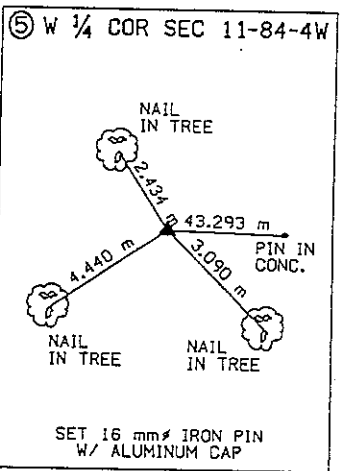 ⑤ W 1/4 COR SEC 11-84-4W
NAIL
IN TREE
2.434 m
43.293 m
PIN IN
CONC.
4.440 m
3.090 m
NAIL
IN TREE
NAIL
IN TREE
SET 16 mmø IRON PIN
W/ ALUMINUM CAP